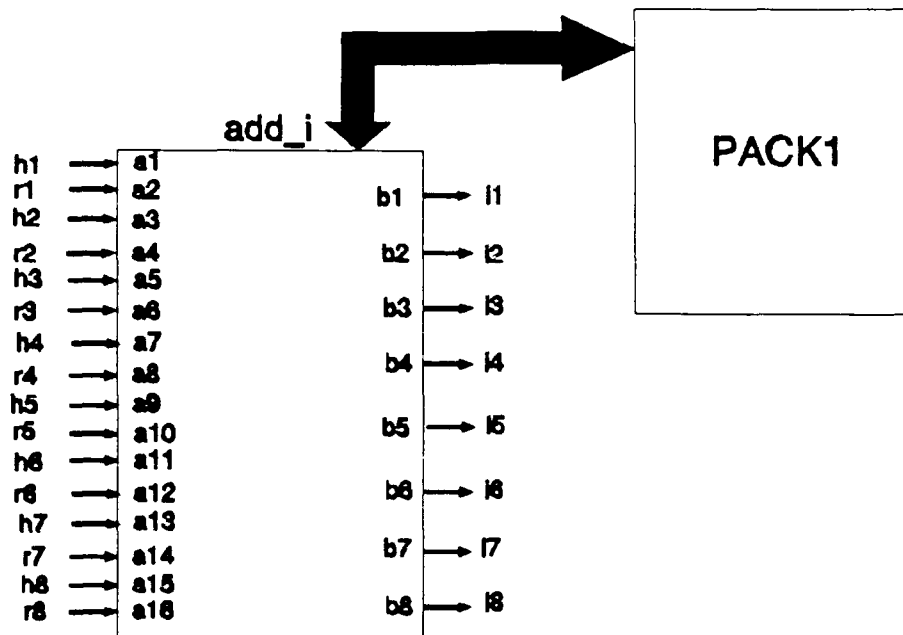 add_i
PACK1
h1 a1
r1 a2
b1 l1
h2 a3
r2 a4
b2 l2
h3 a5
r3 a6
b3 l3
h4 a7
r4 a8
b4 l4
h5 a9
r5 a10
b5 l5
h6 a11
r6 a12
b6 l6
h7 a13
r7 a14
b7 l7
h8 a15
r8 a16
b8 l8